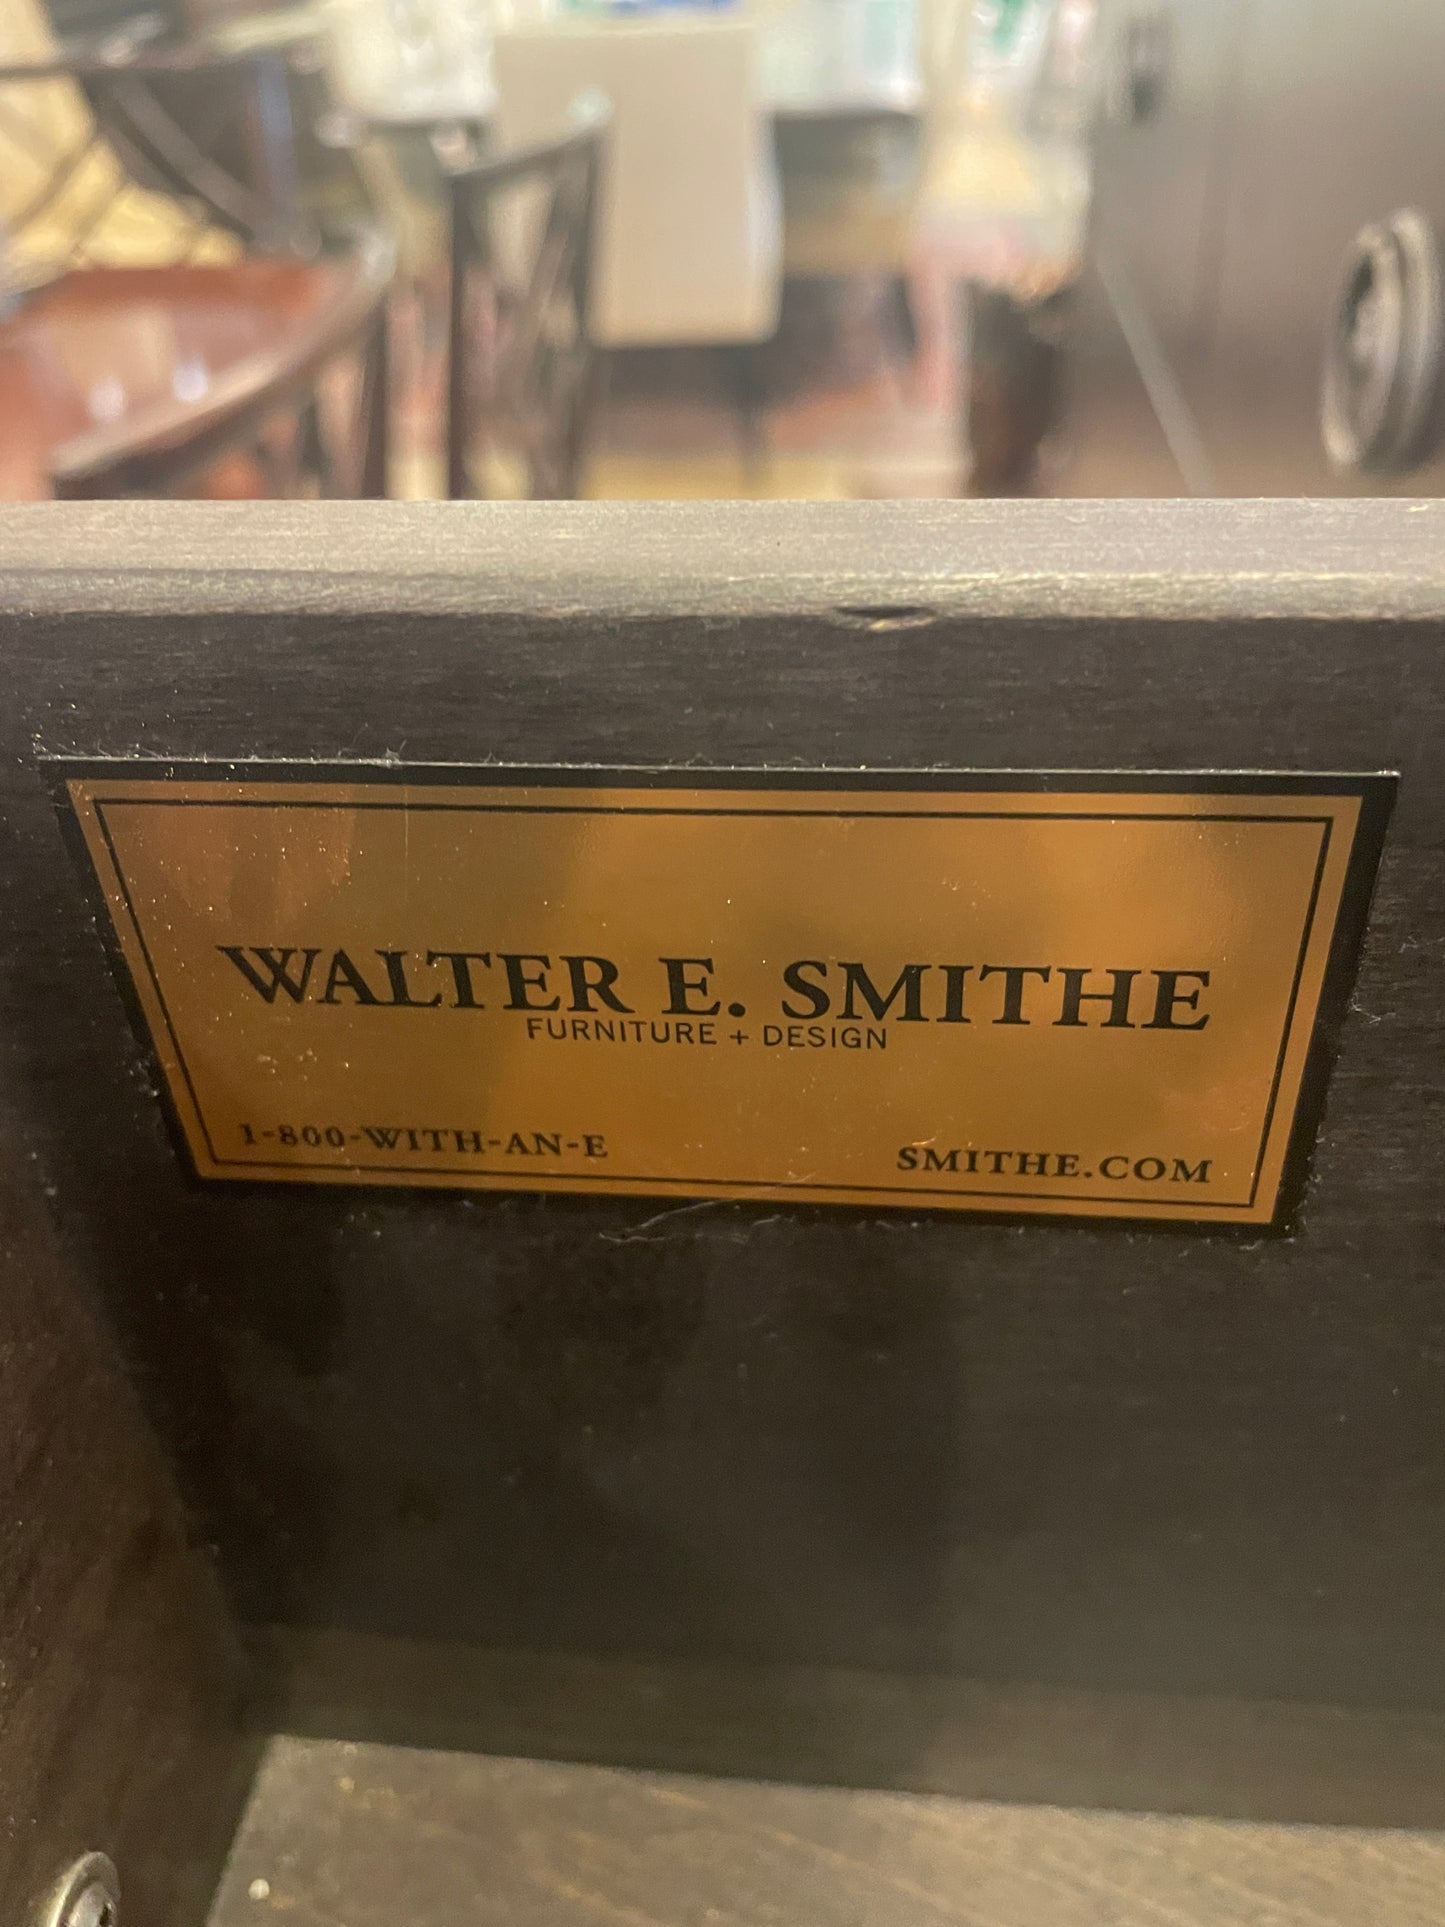 WALTER E. SMITHE
FURNITURE + DESIGN
1-800-WITH-AN-E
SMITHE.COM